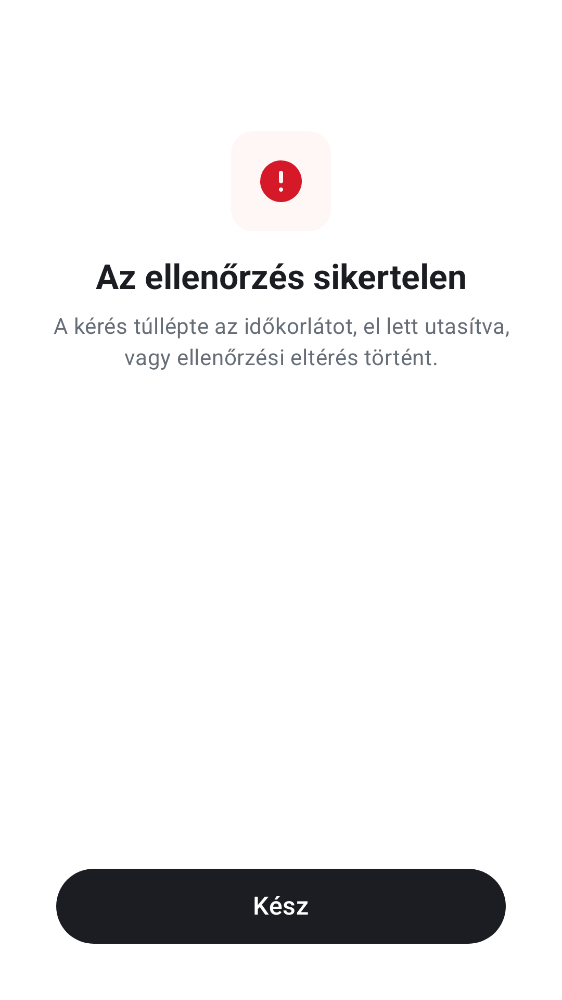 Az ellenőrzés sikertelen
A kérés túllépte az időkorlátot, el lett utasítva,
vagy ellenőrzési eltérés történt.
Kész